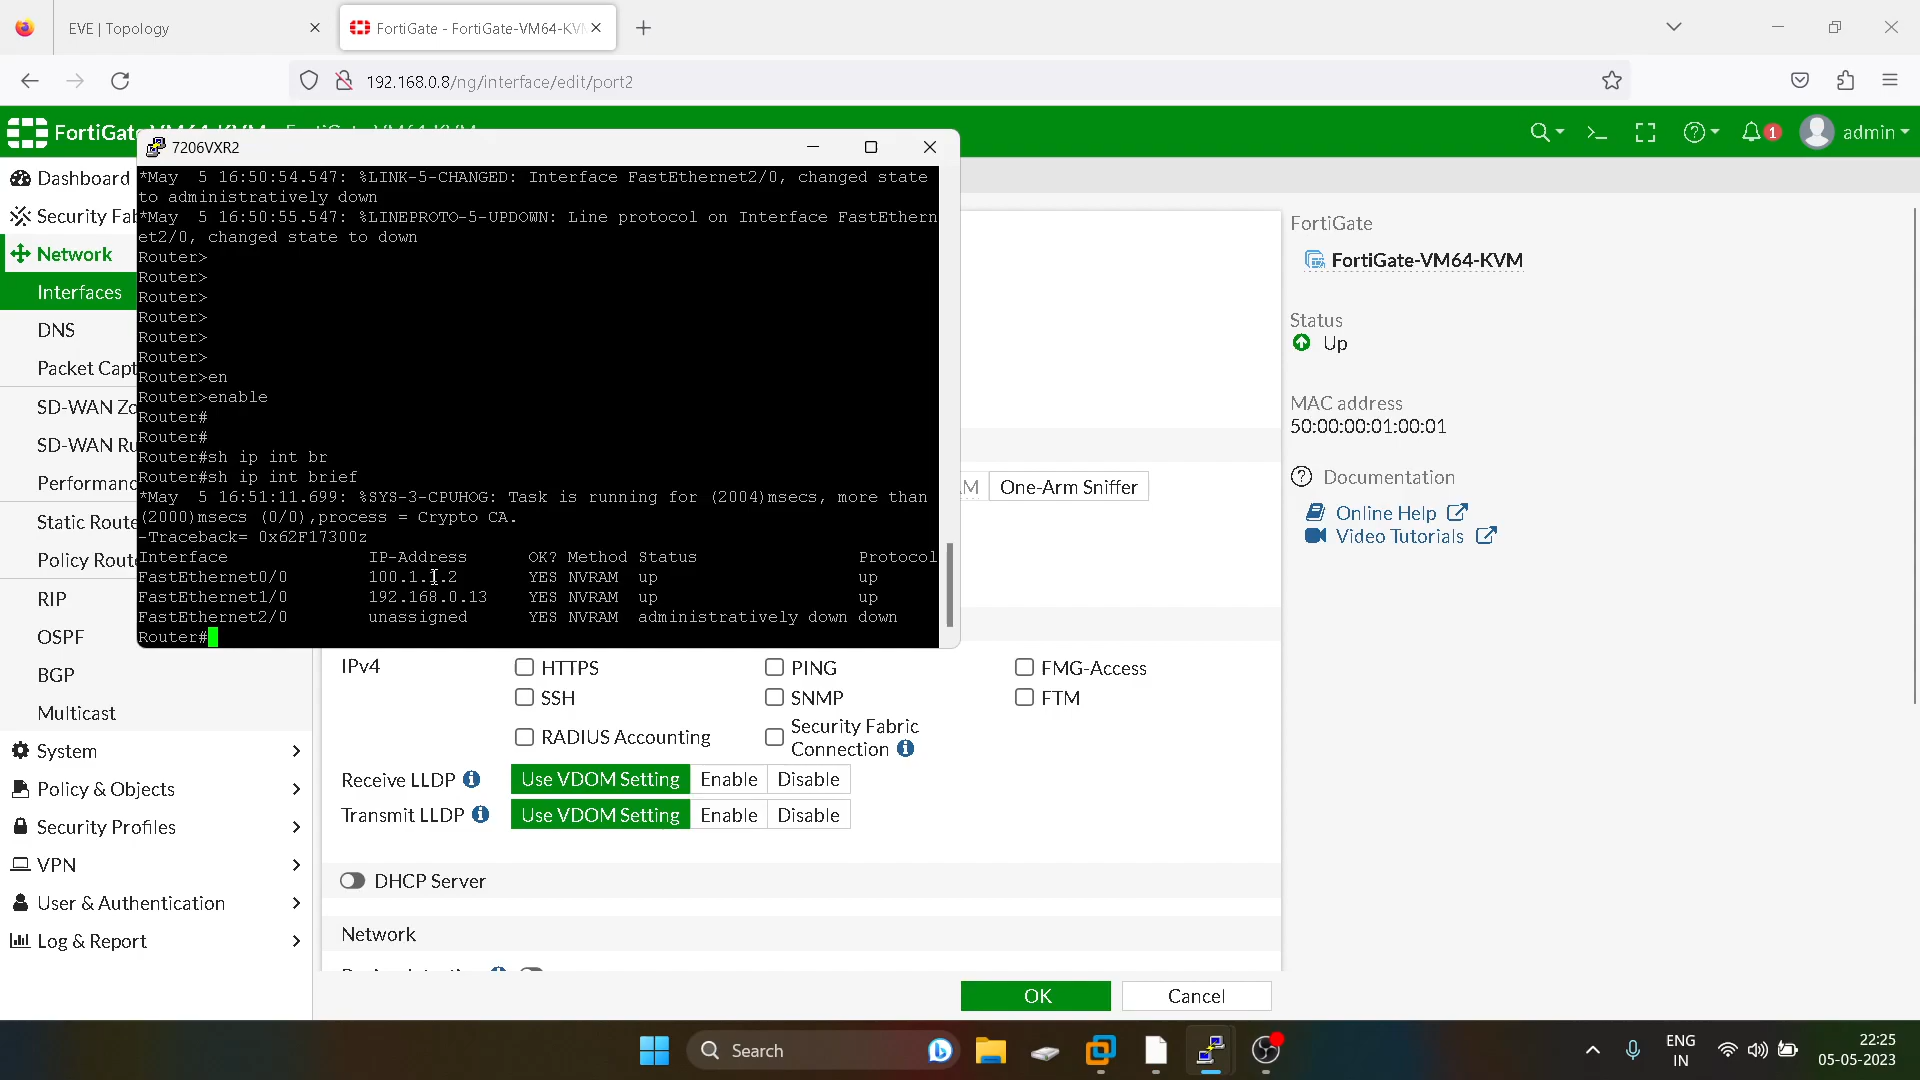 EVE | Topology
FortiGate - FortiGate-VM64-KV
192.168.0.8/ng/interface/edit/port2
admin
1
7206VXR2
*May  5 16:50:54.547: %LINK-5-CHANGED: Interface FastEthernet2/0, changed state
to administratively down
*May  5 16:50:55.547: %LINEPROTO-5-UPDOWN: Line protocol on Interface FastEthern
et2/0, changed state to down
Router>
Router>
Router>
Router>
Router>
Router>
Router>en
Router>enable
Router#
Router#
Router#sh ip int br
Router#sh ip int brief
*May  5 16:51:11.699: %SYS-3-CPUHOG: Task is running for (2004)msecs, more than
(2000)msecs (0/0),process = Crypto CA.
-Traceback= 0x62F17300z
Interface IP-Address OK? Method Status Protocol
FastEthernet0/0 100.1.1.2 YES NVRAM up up
FastEthernet1/0 192.168.0.13 YES NVRAM up up
FastEthernet2/0 unassigned YES NVRAM administratively down down
Router#
Dashboard
Security Fab
Network
Interfaces
DNS
Packet Capt
SD-WAN Zo
SD-WAN Ru
Performanc
Static Route
Policy Route
RIP
OSPF
BGP
Multicast
System
Policy & Objects
Security Profiles
VPN
User & Authentication
Log & Report
One-Arm Sniffer
IPv4
HTTPS
PING
FMG-Access
SSH
SNMP
FTM
RADIUS Accounting
Security Fabric
Connection
Receive LLDP
Use VDOM Setting
Enable
Disable
Transmit LLDP
Use VDOM Setting
Enable
Disable
DHCP Server
Network
OK
Cancel
FortiGate
FortiGate-VM64-KVM
Status
Up
MAC address
50:00:00:01:00:01
Documentation
Online Help
Video Tutorials
Search
ENG
IN
22:25
05-05-2023